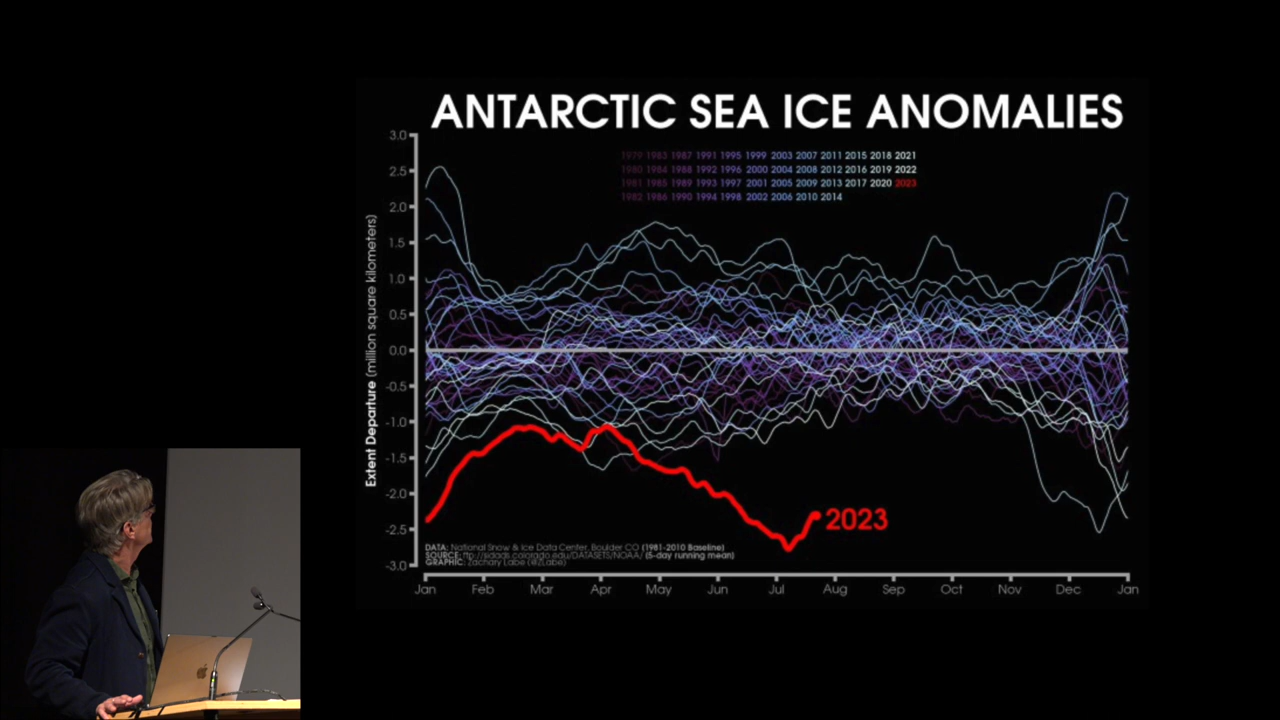 ANTARCTIC SEA ICE ANOMALIES
3.0
2.5
2.0
1.5
1.0
0.5
0.0
-0.5
-1.0
-1.5
-2.0
-2.5
-3.0
Extent Departure (million square kilometers)
1979 1983 1987 1991 1995 1999 2003 2007 2011 2015 2018 2021
1980 1984 1988 1992 1996 2000 2004 2008 2012 2016 2019 2022
1981 1985 1989 1993 1997 2001 2005 2009 2013 2017 2020 2023
1982 1986 1990 1994 1998 2002 2006 2010 2014
2023
DATA: National Snow & Ice Data Center, Boulder CO (1981-2010 Baseline)
SOURCE: ftp://sidads.colorado.edu/DATASETS/NOAA/ (5-day running mean)
GRAPHIC: Zachary Labe (@ZLabe)
Jan Feb Mar Apr May Jun Jul Aug Sep Oct Nov Dec Jan